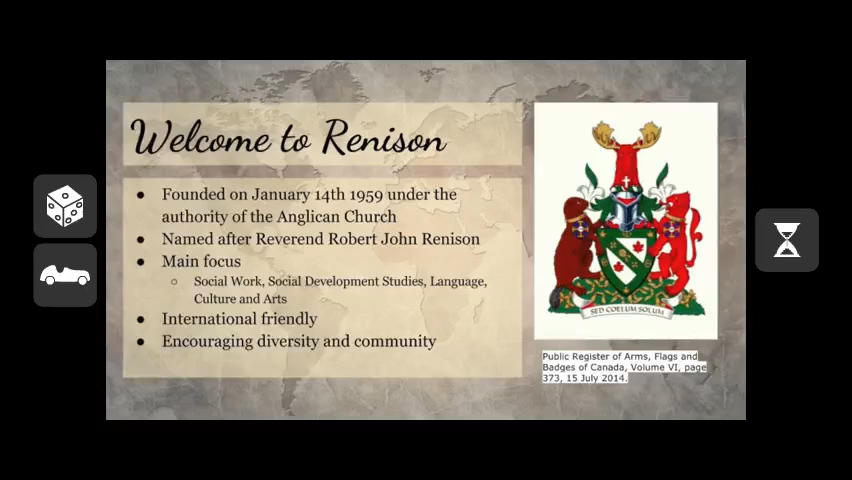 Welcome to Renison
● Founded on January 14th 1959 under the
authority of the Anglican Church
● Named after Reverend Robert John Renison
● Main focus
○ Social Work, Social Development Studies, Language,
Culture and Arts
● International friendly
● Encouraging diversity and community
SED COELUM SOLUM
Public Register of Arms, Flags and
Badges of Canada, Volume VI, page
373, 15 July 2014.